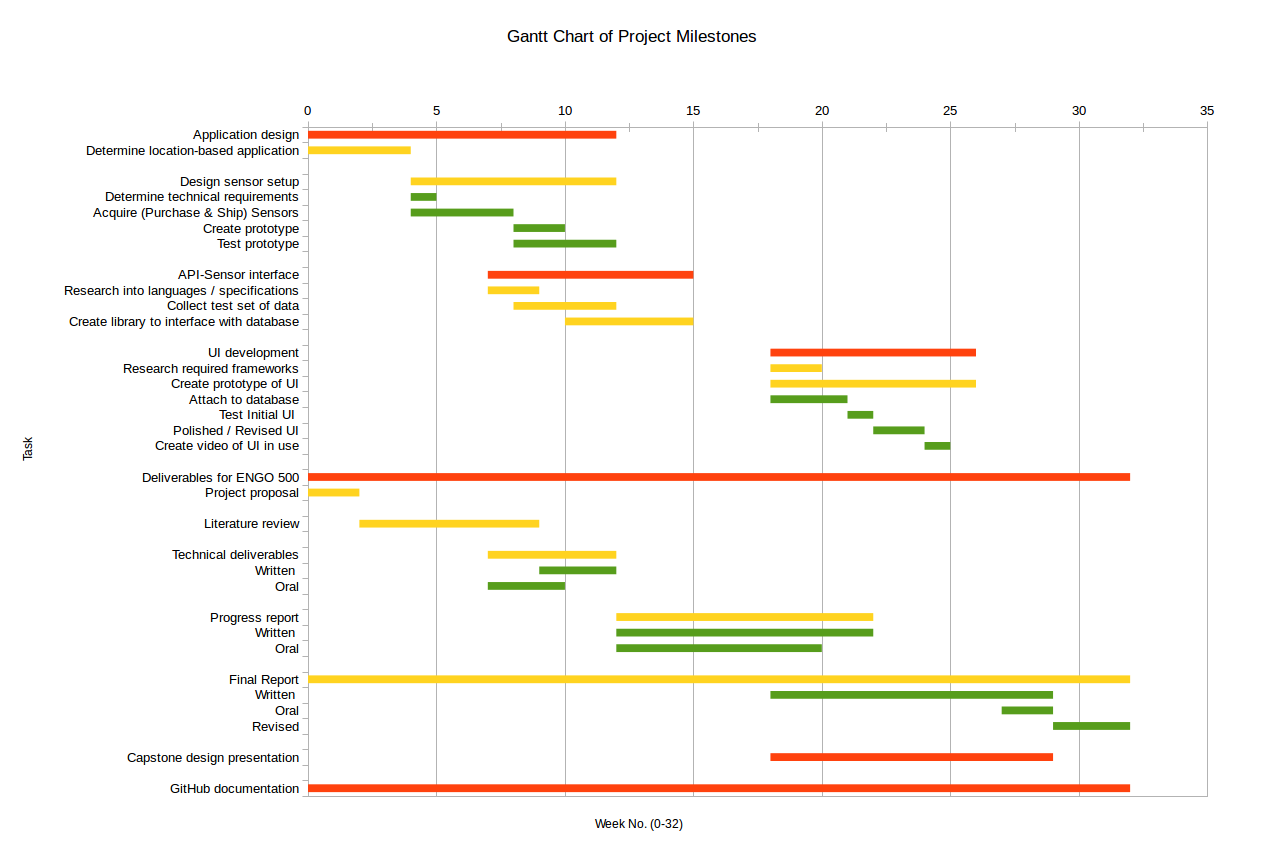 Gantt Chart of Project Milestones
0 5 10 15 20 25 30 35
Application design
Determine location-based application
Design sensor setup
Determine technical requirements
Acquire (Purchase & Ship) Sensors
Create prototype
Test prototype
API-Sensor interface
Research into languages / specifications
Collect test set of data
Create library to interface with database
UI development
Research required frameworks
Create prototype of UI
Attach to database
Test Initial UI
Polished / Revised UI
Create video of UI in use
Task
Deliverables for ENGO 500
Project proposal
Literature review
Technical deliverables
Written
Oral
Progress report
Written
Oral
Final Report
Written
Oral
Revised
Capstone design presentation
GitHub documentation
Week No. (0-32)